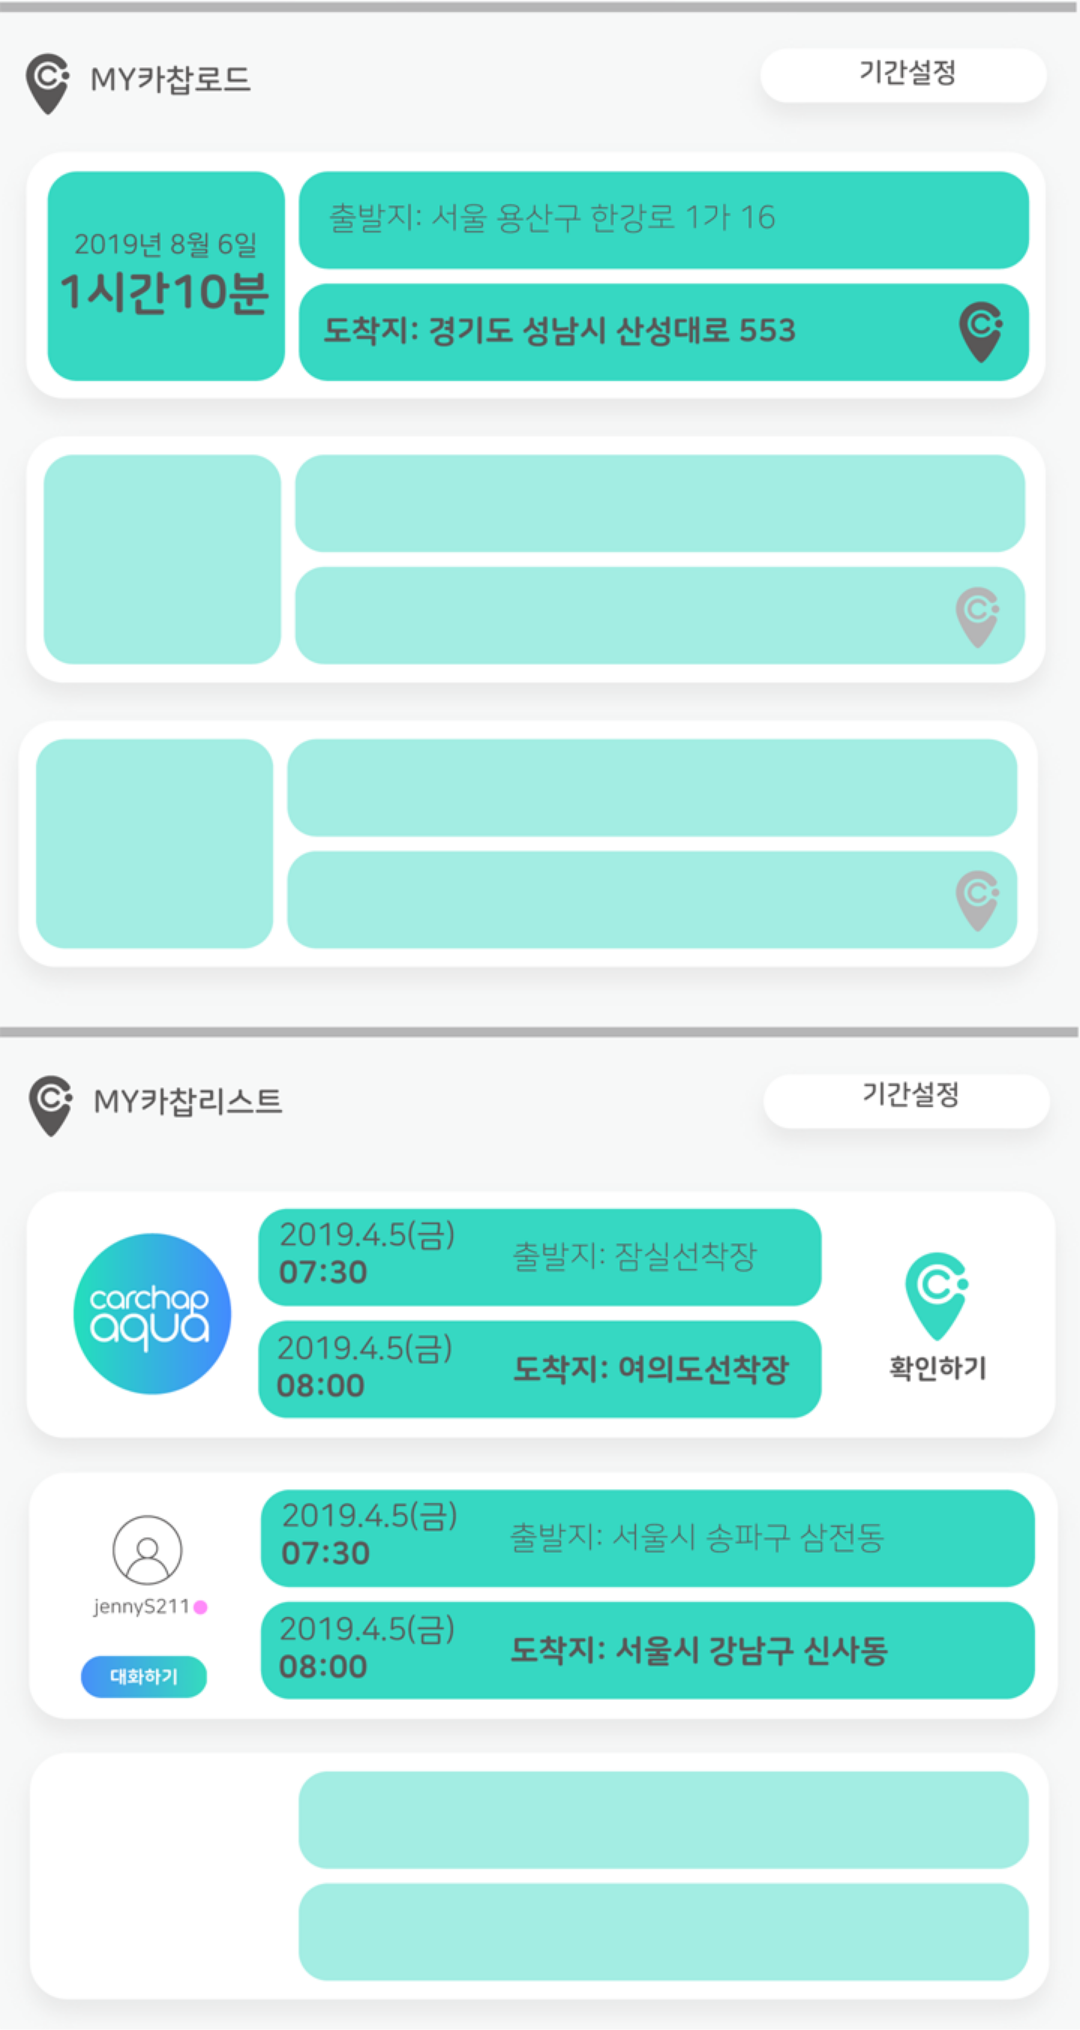 MY카찹로드
기간설정
2019년 8월 6일
1시간10분
출발지: 서울 용산구 한강로 1가 16
도착지: 경기도 성남시 산성대로 553
MY카찹리스트
기간설정
carchap
aqua
2019.4.5(금)
07:30
출발지: 잠실선착장
2019.4.5(금)
08:00
도착지: 여의도선착장
확인하기
jennyS211
대화하기
2019.4.5(금)
07:30
출발지: 서울시 송파구 삼전동
2019.4.5(금)
08:00
도착지: 서울시 강남구 신사동